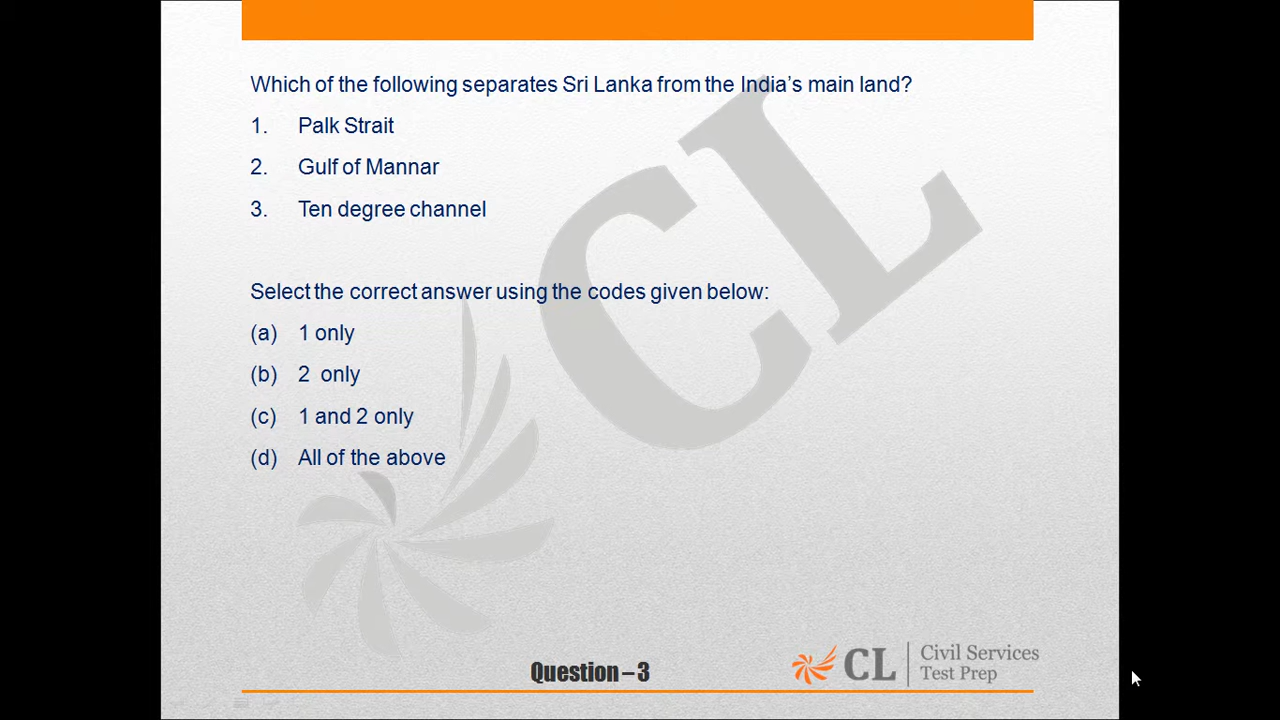 Which of the following separates Sri Lanka from the India’s main land?
1. Palk Strait
2. Gulf of Mannar
3. Ten degree channel
Select the correct answer using the codes given below:
(a) 1 only
(b) 2 only
(c) 1 and 2 only
(d) All of the above
CL
Question – 3
CL
Civil Services
Test Prep